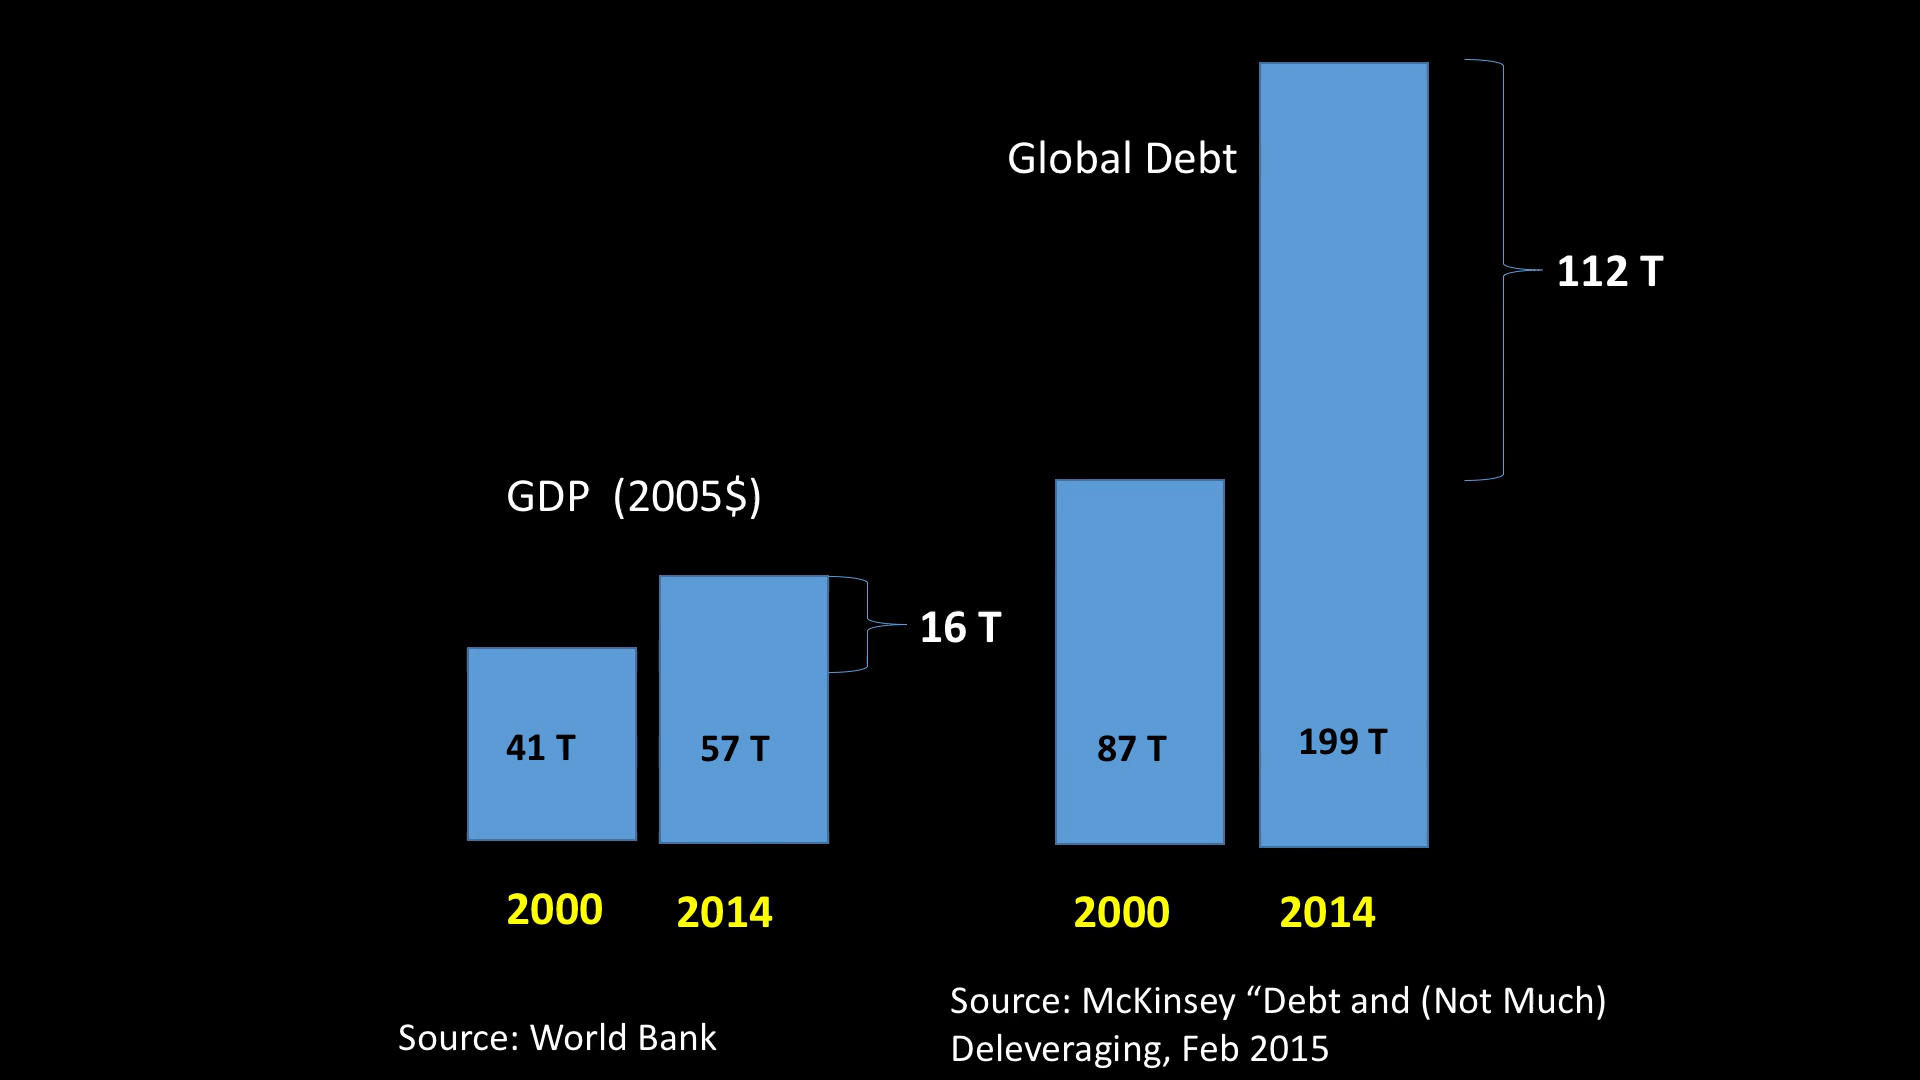 Global Debt
112 T
GDP  (2005$)
16 T
41 T
57 T
87 T
199 T
2000
2014
2000
2014
Source: World Bank
Source: McKinsey “Debt and (Not Much)
Deleveraging, Feb 2015